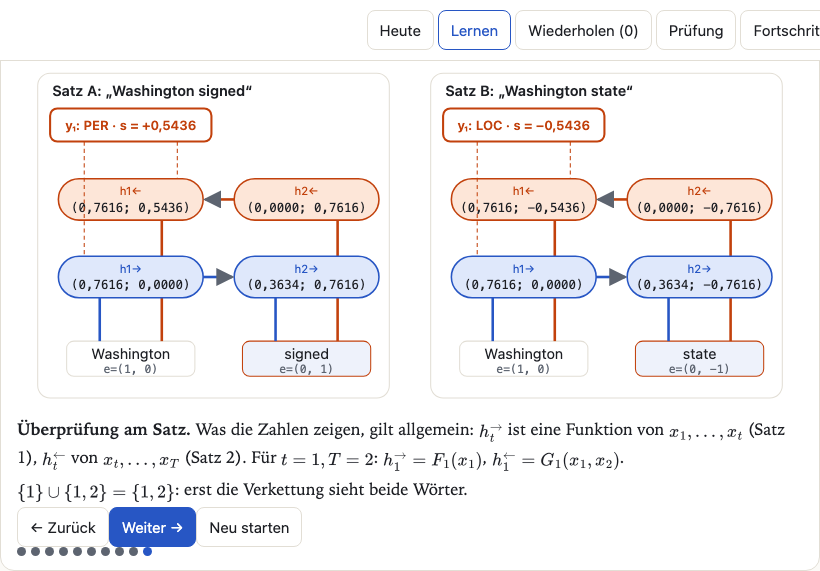 Heute Lernen Wiederholen (0) Prüfung Fortschrit
Satz A: „Washington signed“
y₁: PER · s = +0,5436
h1← h2←
(0,7616; 0,5436) (0,0000; 0,7616)
h1→ h2→
(0,7616; 0,0000) (0,3634; 0,7616)
Washington signed
e=(1, 0) e=(0, 1)
Satz B: „Washington state“
y₁: LOC · s = −0,5436
h1← h2←
(0,7616; −0,5436) (0,0000; −0,7616)
h1→ h2→
(0,7616; 0,0000) (0,3634; −0,7616)
Washington state
e=(1, 0) e=(0, -1)
Überprüfung am Satz. Was die Zahlen zeigen, gilt allgemein: h_t^→ ist eine Funktion von x_1, …, x_t (Satz
1), h_t^← von x_t, …, x_T (Satz 2). Für t = 1, T = 2: h_1^→ = F_1(x_1), h_1^← = G_1(x_1, x_2).
{1} ∪ {1, 2} = {1, 2}: erst die Verkettung sieht beide Wörter.
← Zurück Weiter → Neu starten